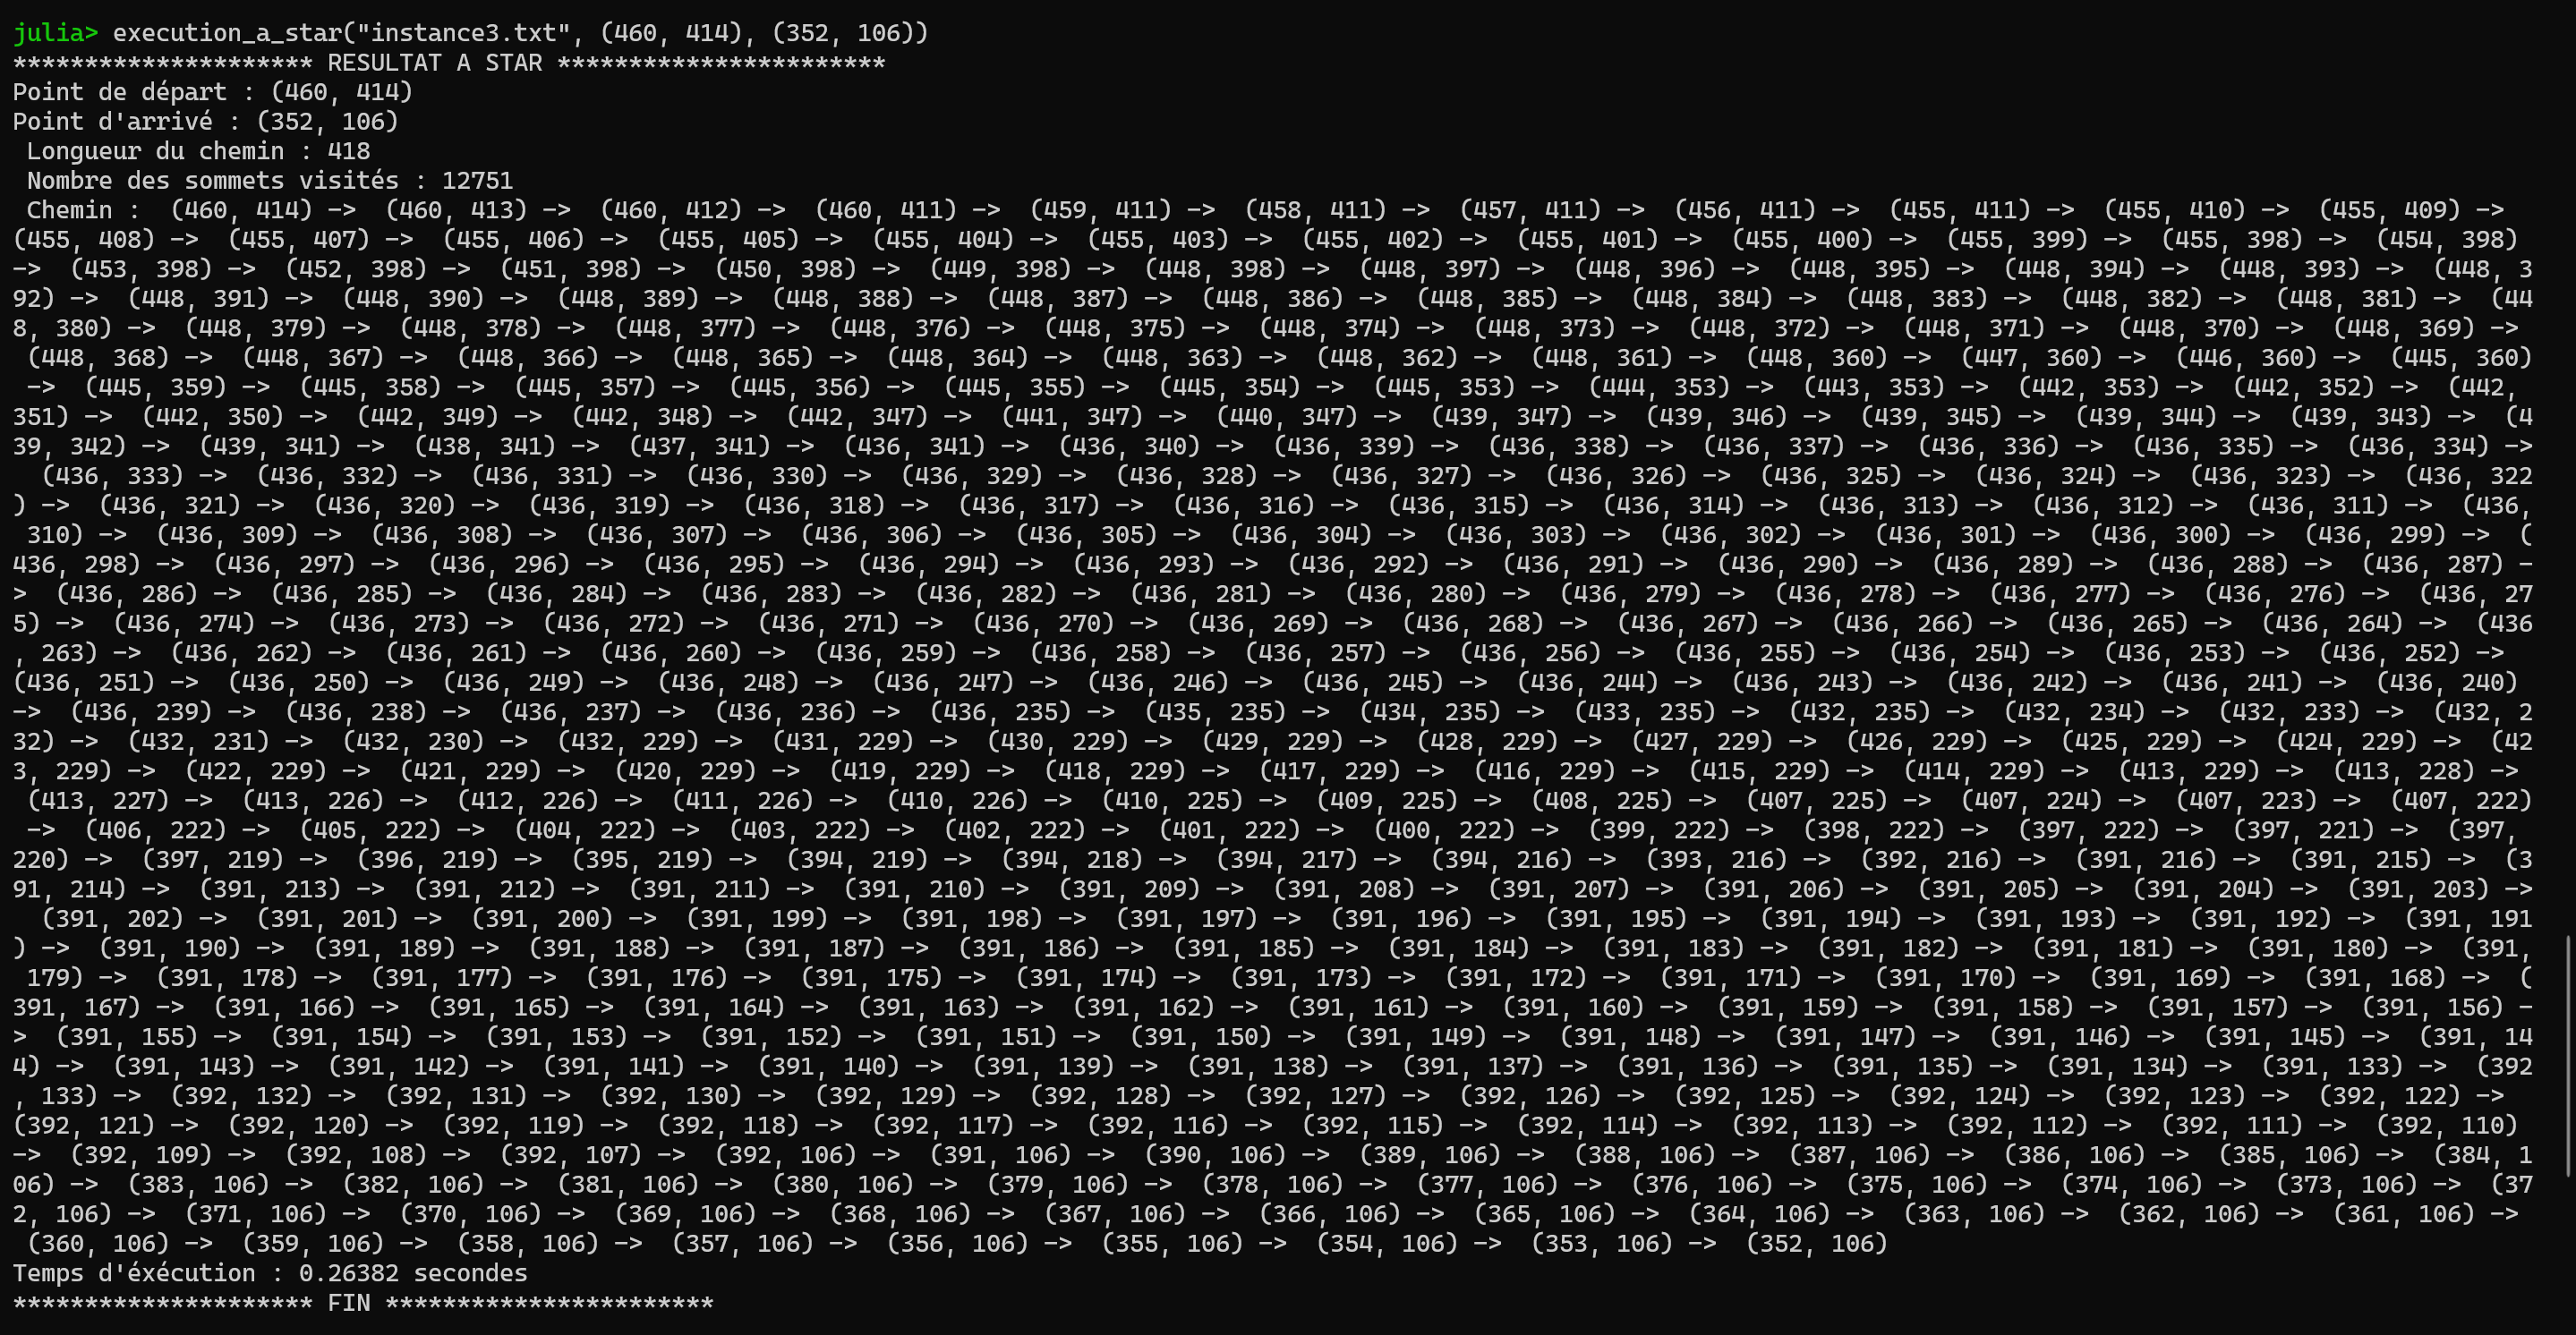 julia> execution_a_star("instance3.txt", (460, 414), (352, 106))
********************* RESULTAT A STAR ***********************
Point de départ : (460, 414)
Point d'arrivé : (352, 106)
 Longueur du chemin : 418
 Nombre des sommets visités : 12751
 Chemin :  (460, 414) ->  (460, 413) ->  (460, 412) ->  (460, 411) ->  (459, 411) ->  (458, 411) ->  (457, 411) ->  (456, 411) ->  (455, 411) ->  (455, 410) ->  (455, 409) ->
(455, 408) ->  (455, 407) ->  (455, 406) ->  (455, 405) ->  (455, 404) ->  (455, 403) ->  (455, 402) ->  (455, 401) ->  (455, 400) ->  (455, 399) ->  (455, 398) ->  (454, 398)
->  (453, 398) ->  (452, 398) ->  (451, 398) ->  (450, 398) ->  (449, 398) ->  (448, 398) ->  (448, 397) ->  (448, 396) ->  (448, 395) ->  (448, 394) ->  (448, 393) ->  (448, 3
92) ->  (448, 391) ->  (448, 390) ->  (448, 389) ->  (448, 388) ->  (448, 387) ->  (448, 386) ->  (448, 385) ->  (448, 384) ->  (448, 383) ->  (448, 382) ->  (448, 381) ->  (44
8, 380) ->  (448, 379) ->  (448, 378) ->  (448, 377) ->  (448, 376) ->  (448, 375) ->  (448, 374) ->  (448, 373) ->  (448, 372) ->  (448, 371) ->  (448, 370) ->  (448, 369) ->
 (448, 368) ->  (448, 367) ->  (448, 366) ->  (448, 365) ->  (448, 364) ->  (448, 363) ->  (448, 362) ->  (448, 361) ->  (448, 360) ->  (447, 360) ->  (446, 360) ->  (445, 360)
 ->  (445, 359) ->  (445, 358) ->  (445, 357) ->  (445, 356) ->  (445, 355) ->  (445, 354) ->  (445, 353) ->  (444, 353) ->  (443, 353) ->  (442, 353) ->  (442, 352) ->  (442,
351) ->  (442, 350) ->  (442, 349) ->  (442, 348) ->  (442, 347) ->  (441, 347) ->  (440, 347) ->  (439, 347) ->  (439, 346) ->  (439, 345) ->  (439, 344) ->  (439, 343) ->  (4
39, 342) ->  (439, 341) ->  (438, 341) ->  (437, 341) ->  (436, 341) ->  (436, 340) ->  (436, 339) ->  (436, 338) ->  (436, 337) ->  (436, 336) ->  (436, 335) ->  (436, 334) ->
  (436, 333) ->  (436, 332) ->  (436, 331) ->  (436, 330) ->  (436, 329) ->  (436, 328) ->  (436, 327) ->  (436, 326) ->  (436, 325) ->  (436, 324) ->  (436, 323) ->  (436, 322
) ->  (436, 321) ->  (436, 320) ->  (436, 319) ->  (436, 318) ->  (436, 317) ->  (436, 316) ->  (436, 315) ->  (436, 314) ->  (436, 313) ->  (436, 312) ->  (436, 311) ->  (436,
 310) ->  (436, 309) ->  (436, 308) ->  (436, 307) ->  (436, 306) ->  (436, 305) ->  (436, 304) ->  (436, 303) ->  (436, 302) ->  (436, 301) ->  (436, 300) ->  (436, 299) ->  (
436, 298) ->  (436, 297) ->  (436, 296) ->  (436, 295) ->  (436, 294) ->  (436, 293) ->  (436, 292) ->  (436, 291) ->  (436, 290) ->  (436, 289) ->  (436, 288) ->  (436, 287) -
>  (436, 286) ->  (436, 285) ->  (436, 284) ->  (436, 283) ->  (436, 282) ->  (436, 281) ->  (436, 280) ->  (436, 279) ->  (436, 278) ->  (436, 277) ->  (436, 276) ->  (436, 27
5) ->  (436, 274) ->  (436, 273) ->  (436, 272) ->  (436, 271) ->  (436, 270) ->  (436, 269) ->  (436, 268) ->  (436, 267) ->  (436, 266) ->  (436, 265) ->  (436, 264) ->  (436
, 263) ->  (436, 262) ->  (436, 261) ->  (436, 260) ->  (436, 259) ->  (436, 258) ->  (436, 257) ->  (436, 256) ->  (436, 255) ->  (436, 254) ->  (436, 253) ->  (436, 252) ->
(436, 251) ->  (436, 250) ->  (436, 249) ->  (436, 248) ->  (436, 247) ->  (436, 246) ->  (436, 245) ->  (436, 244) ->  (436, 243) ->  (436, 242) ->  (436, 241) ->  (436, 240)
->  (436, 239) ->  (436, 238) ->  (436, 237) ->  (436, 236) ->  (436, 235) ->  (435, 235) ->  (434, 235) ->  (433, 235) ->  (432, 235) ->  (432, 234) ->  (432, 233) ->  (432, 2
32) ->  (432, 231) ->  (432, 230) ->  (432, 229) ->  (431, 229) ->  (430, 229) ->  (429, 229) ->  (428, 229) ->  (427, 229) ->  (426, 229) ->  (425, 229) ->  (424, 229) ->  (42
3, 229) ->  (422, 229) ->  (421, 229) ->  (420, 229) ->  (419, 229) ->  (418, 229) ->  (417, 229) ->  (416, 229) ->  (415, 229) ->  (414, 229) ->  (413, 229) ->  (413, 228) ->
 (413, 227) ->  (413, 226) ->  (412, 226) ->  (411, 226) ->  (410, 226) ->  (410, 225) ->  (409, 225) ->  (408, 225) ->  (407, 225) ->  (407, 224) ->  (407, 223) ->  (407, 222)
 ->  (406, 222) ->  (405, 222) ->  (404, 222) ->  (403, 222) ->  (402, 222) ->  (401, 222) ->  (400, 222) ->  (399, 222) ->  (398, 222) ->  (397, 222) ->  (397, 221) ->  (397,
220) ->  (397, 219) ->  (396, 219) ->  (395, 219) ->  (394, 219) ->  (394, 218) ->  (394, 217) ->  (394, 216) ->  (393, 216) ->  (392, 216) ->  (391, 216) ->  (391, 215) ->  (3
91, 214) ->  (391, 213) ->  (391, 212) ->  (391, 211) ->  (391, 210) ->  (391, 209) ->  (391, 208) ->  (391, 207) ->  (391, 206) ->  (391, 205) ->  (391, 204) ->  (391, 203) ->
  (391, 202) ->  (391, 201) ->  (391, 200) ->  (391, 199) ->  (391, 198) ->  (391, 197) ->  (391, 196) ->  (391, 195) ->  (391, 194) ->  (391, 193) ->  (391, 192) ->  (391, 191
) ->  (391, 190) ->  (391, 189) ->  (391, 188) ->  (391, 187) ->  (391, 186) ->  (391, 185) ->  (391, 184) ->  (391, 183) ->  (391, 182) ->  (391, 181) ->  (391, 180) ->  (391,
 179) ->  (391, 178) ->  (391, 177) ->  (391, 176) ->  (391, 175) ->  (391, 174) ->  (391, 173) ->  (391, 172) ->  (391, 171) ->  (391, 170) ->  (391, 169) ->  (391, 168) ->  (
391, 167) ->  (391, 166) ->  (391, 165) ->  (391, 164) ->  (391, 163) ->  (391, 162) ->  (391, 161) ->  (391, 160) ->  (391, 159) ->  (391, 158) ->  (391, 157) ->  (391, 156) -
>  (391, 155) ->  (391, 154) ->  (391, 153) ->  (391, 152) ->  (391, 151) ->  (391, 150) ->  (391, 149) ->  (391, 148) ->  (391, 147) ->  (391, 146) ->  (391, 145) ->  (391, 14
4) ->  (391, 143) ->  (391, 142) ->  (391, 141) ->  (391, 140) ->  (391, 139) ->  (391, 138) ->  (391, 137) ->  (391, 136) ->  (391, 135) ->  (391, 134) ->  (391, 133) ->  (392
, 133) ->  (392, 132) ->  (392, 131) ->  (392, 130) ->  (392, 129) ->  (392, 128) ->  (392, 127) ->  (392, 126) ->  (392, 125) ->  (392, 124) ->  (392, 123) ->  (392, 122) ->
(392, 121) ->  (392, 120) ->  (392, 119) ->  (392, 118) ->  (392, 117) ->  (392, 116) ->  (392, 115) ->  (392, 114) ->  (392, 113) ->  (392, 112) ->  (392, 111) ->  (392, 110)
->  (392, 109) ->  (392, 108) ->  (392, 107) ->  (392, 106) ->  (391, 106) ->  (390, 106) ->  (389, 106) ->  (388, 106) ->  (387, 106) ->  (386, 106) ->  (385, 106) ->  (384, 1
06) ->  (383, 106) ->  (382, 106) ->  (381, 106) ->  (380, 106) ->  (379, 106) ->  (378, 106) ->  (377, 106) ->  (376, 106) ->  (375, 106) ->  (374, 106) ->  (373, 106) ->  (37
2, 106) ->  (371, 106) ->  (370, 106) ->  (369, 106) ->  (368, 106) ->  (367, 106) ->  (366, 106) ->  (365, 106) ->  (364, 106) ->  (363, 106) ->  (362, 106) ->  (361, 106) ->
 (360, 106) ->  (359, 106) ->  (358, 106) ->  (357, 106) ->  (356, 106) ->  (355, 106) ->  (354, 106) ->  (353, 106) ->  (352, 106)
Temps d'éxécution : 0.26382 secondes
********************* FIN ***********************